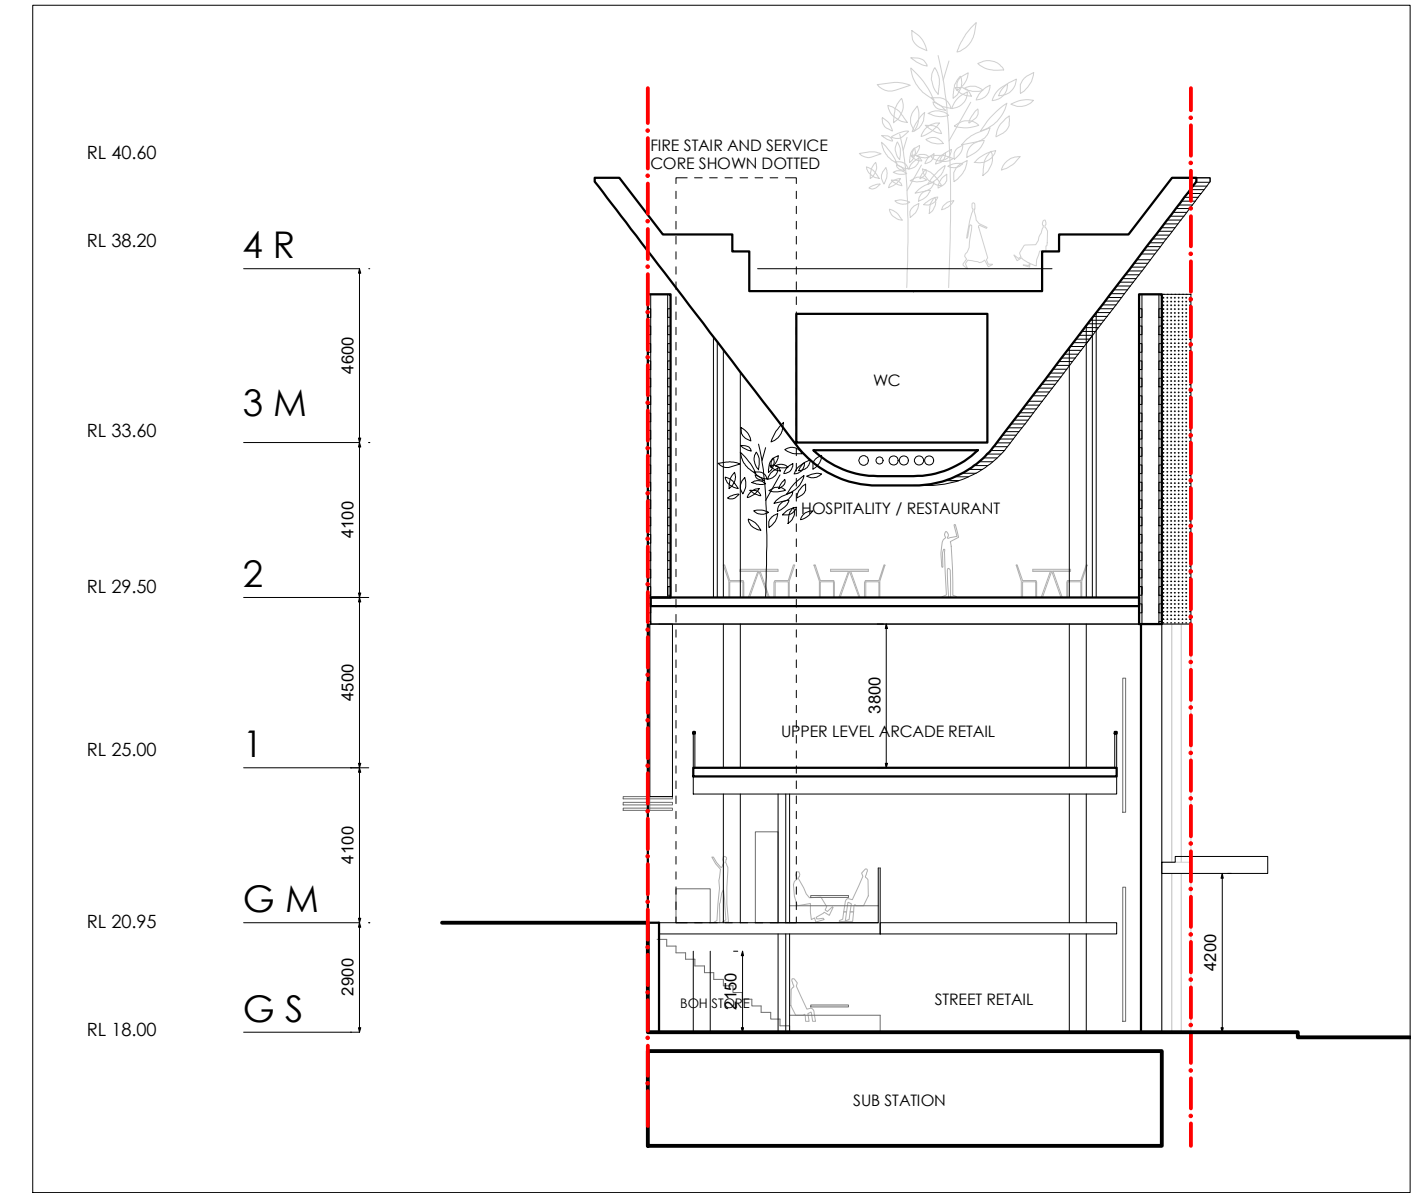 RL 40.60
FIRE STAIR AND SERVICE
CORE SHOWN DOTTED
RL 38.20
4 R
4600
WC
3 M
RL 33.60
4100
HOSPITALITY / RESTAURANT
2
RL 29.50
4500
3800
UPPER LEVEL ARCADE RETAIL
1
RL 25.00
4100
G M
RL 20.95
4200
2900
2150
BOH STORE
STREET RETAIL
G S
RL 18.00
SUB STATION